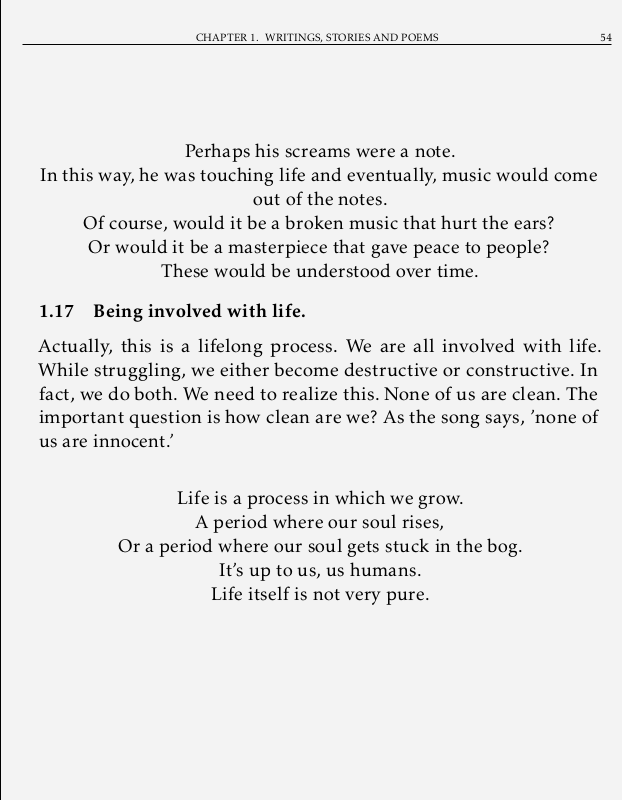 CHAPTER 1. WRITINGS, STORIES AND POEMS 54
Perhaps his screams were a note.
In this way, he was touching life and eventually, music would come
out of the notes.
Of course, would it be a broken music that hurt the ears?
Or would it be a masterpiece that gave peace to people?
These would be understood over time.
1.17 Being involved with life.
Actually, this is a lifelong process. We are all involved with life.
While struggling, we either become destructive or constructive. In
fact, we do both. We need to realize this. None of us are clean. The
important question is how clean are we? As the song says, ’none of
us are innocent.’
Life is a process in which we grow.
A period where our soul rises,
Or a period where our soul gets stuck in the bog.
It’s up to us, us humans.
Life itself is not very pure.